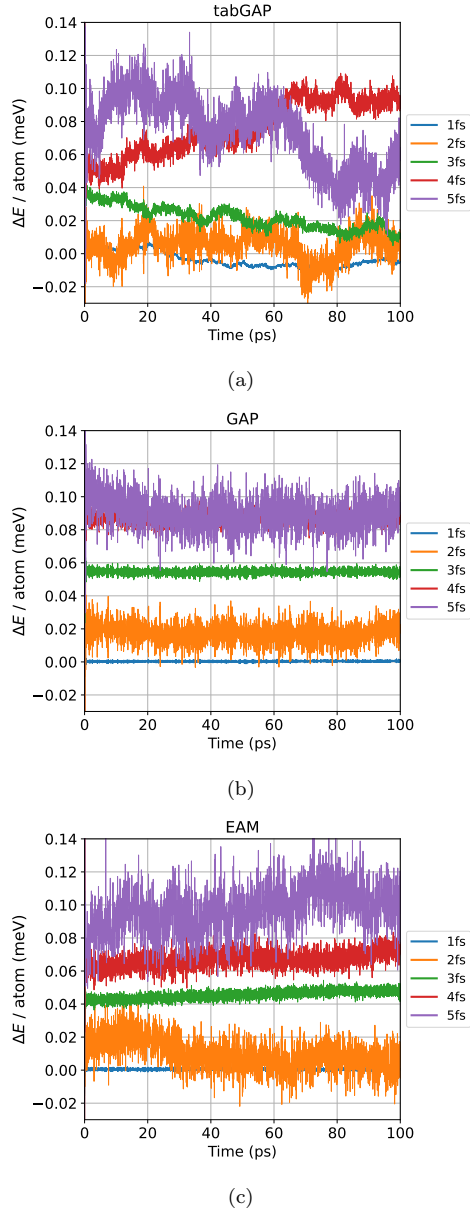 tabGAP
0.14
0.12
0.10
0.08
0.06
0.04
0.02
0.00
−0.02
ΔE / atom (meV)
0 20 40 60 80 100
Time (ps)
1fs
2fs
3fs
4fs
5fs
(a)
GAP
0.14
0.12
0.10
0.08
0.06
0.04
0.02
0.00
−0.02
ΔE / atom (meV)
0 20 40 60 80 100
Time (ps)
1fs
2fs
3fs
4fs
5fs
(b)
EAM
0.14
0.12
0.10
0.08
0.06
0.04
0.02
0.00
−0.02
ΔE / atom (meV)
0 20 40 60 80 100
Time (ps)
1fs
2fs
3fs
4fs
5fs
(c)